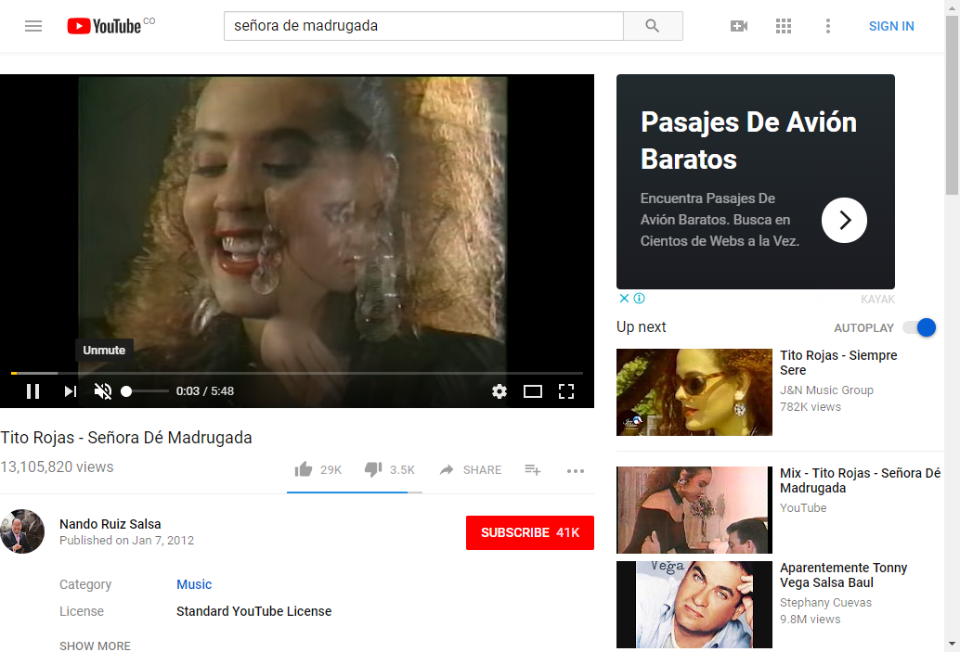 YouTube CO
señora de madrugada
SIGN IN
Pasajes De Avión
Baratos
Encuentra Pasajes De
Avión Baratos. Busca en
Cientos de Webs a la Vez.
KAYAK
Unmute
0:03 / 5:48
Tito Rojas - Señora Dé Madrugada
13,105,820 views
29K
3.5K
SHARE
Nando Ruiz Salsa
Published on Jan 7, 2012
SUBSCRIBE 41K
Category
Music
License
Standard YouTube License
SHOW MORE
Up next
AUTOPLAY
Tito Rojas - Siempre
Sere
J&N Music Group
782K views
Mix - Tito Rojas - Señora Dé
Madrugada
YouTube
Vega
Aparentemente Tonny
Vega Salsa Baul
Stephany Cuevas
9.8M views